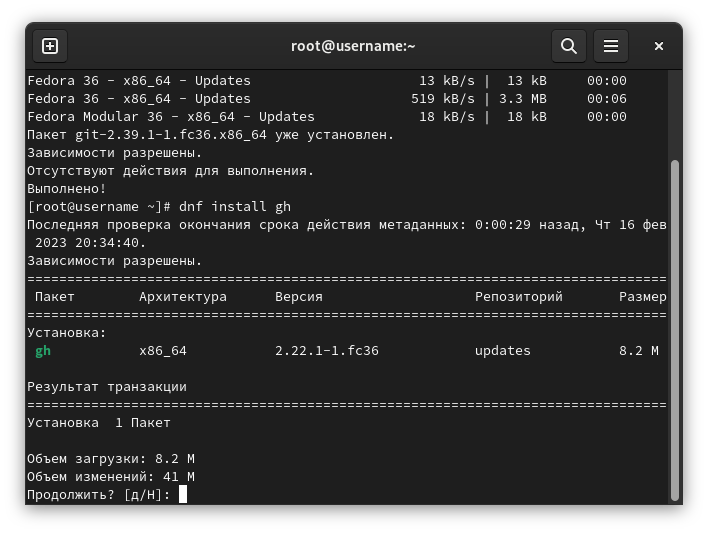 root@username:~
Fedora 36 - x86_64 - Updates 13 kB/s | 13 kB 00:00
Fedora 36 - x86_64 - Updates 519 kB/s | 3.3 MB 00:06
Fedora Modular 36 - x86_64 - Updates 18 kB/s | 18 kB 00:00
Пакет git-2.39.1-1.fc36.x86_64 уже установлен.
Зависимости разрешены.
Отсутствуют действия для выполнения.
Выполнено!
[root@username ~]# dnf install gh
Последняя проверка окончания срока действия метаданных: 0:00:29 назад, Чт 16 фев
2023 20:34:40.
Зависимости разрешены.
================================================================================
Пакет Архитектура Версия Репозиторий Размер
================================================================================
Установка:
gh x86_64 2.22.1-1.fc36 updates 8.2 M
Результат транзакции
================================================================================
Установка 1 Пакет
Объем загрузки: 8.2 M
Объем изменений: 41 M
Продолжить? [д/Н]: